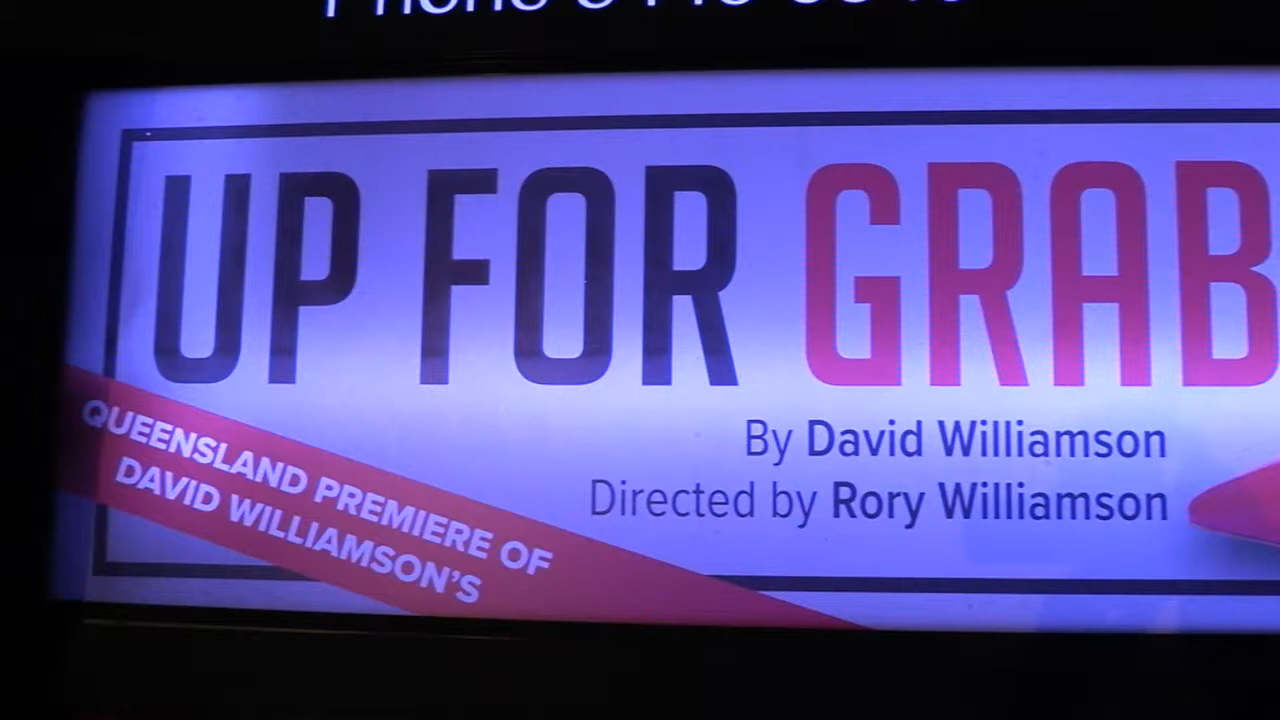 UP FOR GRAB
By David Williamson
Directed by Rory Williamson
QUEENSLAND PREMIERE OF
DAVID WILLIAMSON'S